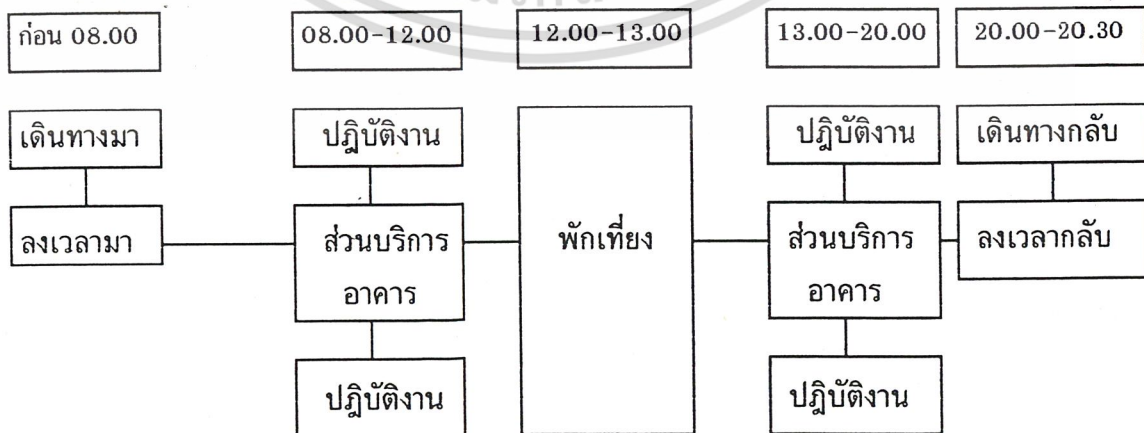 ก่อน 08.00
08.00-12.00
12.00-13.00
13.00-20.00
20.00-20.30
เดินทางมา
ปฎิบัติงาน
ปฎิบัติงาน
เดินทางกลับ
ลงเวลามา
ส่วนบริการ
อาคาร
พักเที่ยง
ส่วนบริการ
อาคาร
ลงเวลากลับ
ปฎิบัติงาน
ปฎิบัติงาน